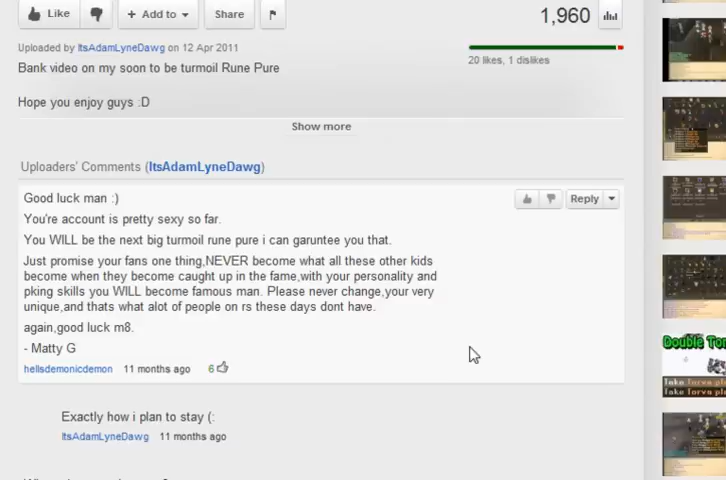 Like
+ Add to
Share
1,960
Uploaded by ItsAdamLyneDawg on 12 Apr 2011
20 likes, 1 dislikes
Bank video on my soon to be turmoil Rune Pure
Hope you enjoy guys :D
Show more
Uploaders' Comments (ItsAdamLyneDawg)
Good luck man :)
Reply
You're account is pretty sexy so far.
You WILL be the next big turmoil rune pure i can garuntee you that.
Just promise your fans one thing,NEVER become what all these other kids
become when they become caught up in the fame,with your personality and
pking skills you WILL become famous man. Please never change,your very
unique,and thats what alot of people on rs these days dont have.
again,good luck m8.
- Matty G
hellsdemonicdemon 11 months ago 6
Exactly how i plan to stay (:
ItsAdamLyneDawg 11 months ago
Take
Take